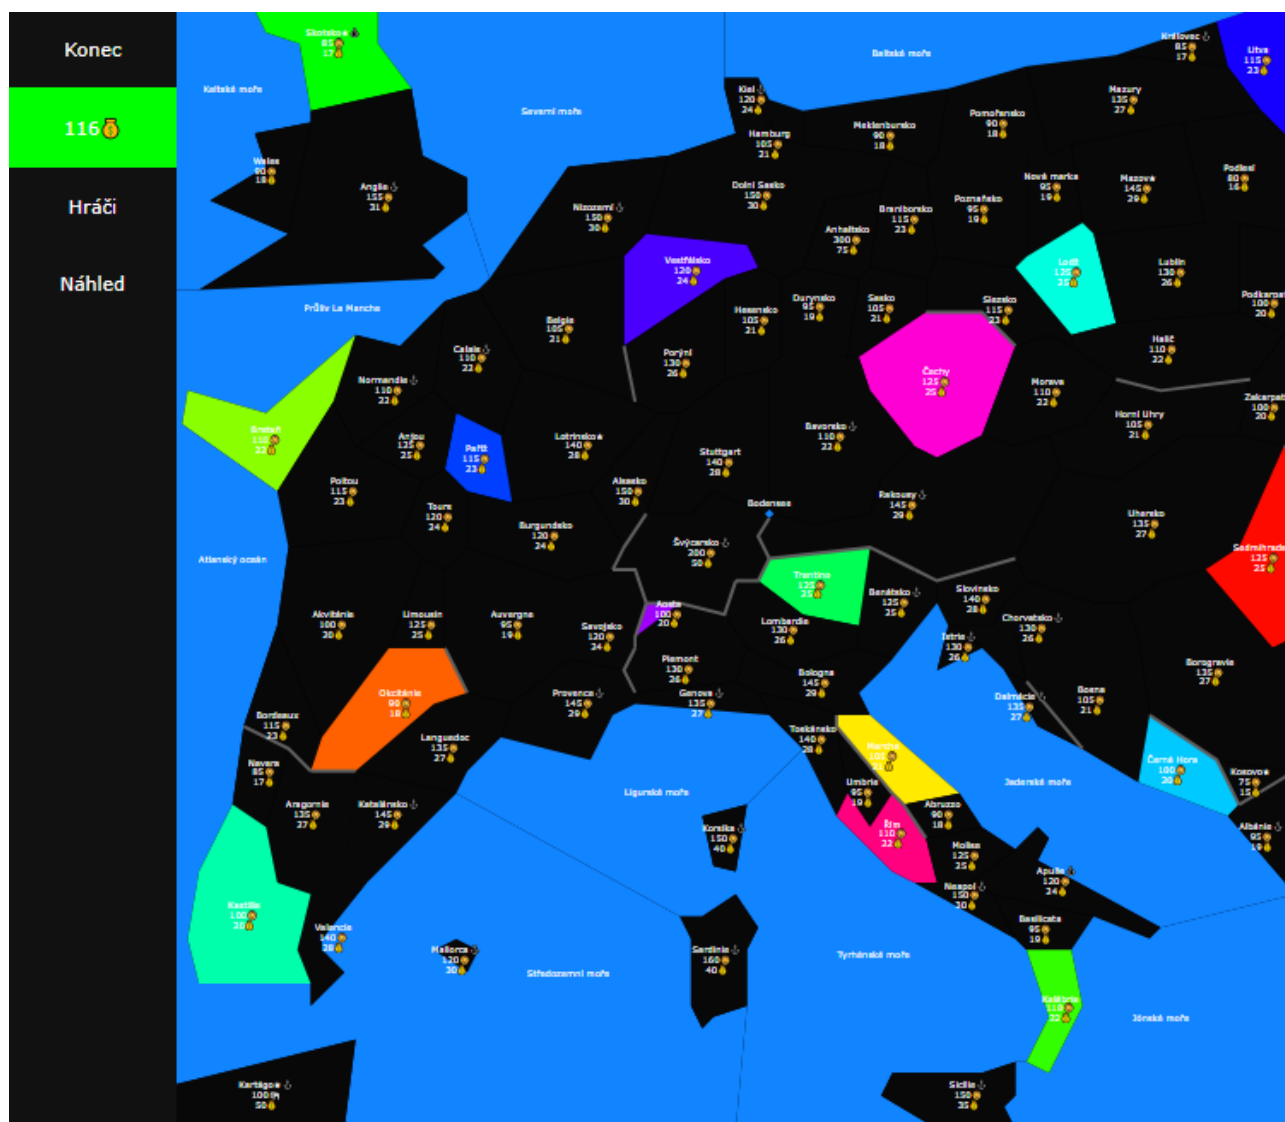 Konec
116
Hráči
Náhled
Skotsko★
85
17
Keltské moře
Severní moře
Baltské moře
Královec
85
17
Litva
115
23
Wales
90
18
Anglie
155
31
Kiel
120
24
Hamburg
105
21
Meklenbursko
90
18
Pomořansko
90
18
Mazury
135
27
Nizozemí
150
30
Dolní Sasko
150
30
Anhaltsko
300
75
Braniborsko
115
23
Poznaňsko
95
19
Nová marka
95
19
Mazov★
145
29
Podlesí
80
16
Průliv La Manche
Vestfálsko
120
24
Hesensko
105
21
Durynsko
95
19
Sasko
105
21
Slezsko
115
23
Lodž
125
25
Lublin
130
26
Podkarpat
100
20
Belgie
105
21
Calais
110
22
Porýní
130
26
Čechy
125
25
Morava
110
22
Halič
110
22
Horní Uhry
105
21
Zakarpat
100
20
Normandie
110
22
Bretaň
110
22
Anjou
125
25
Paříž
115
23
Lotrinsko★
140
28
Stuttgart
140
28
Bavorsko
110
22
Poitou
115
23
Tours
120
24
Alsasko
150
30
Burgundsko
120
24
Bodensee
Rakousy
145
29
Uhersko
135
27
Atlanský oceán
Švýcarsko
200
50
Trentino
125
25
Benátsko
125
25
Slovinsko
140
28
Sedmihrads
125
25
Akvitánie
100
20
Limousin
125
25
Auvergne
95
19
Savojsko
120
24
Aosta
100
20
Lombardie
130
26
Istrie
130
26
Chorvatsko
130
26
Okcitánie
90
18
Provence
145
29
Piemont
130
26
Genova
135
27
Bologna
145
29
Dalmácie
135
27
Bosna
105
21
Borogravie
135
27
Bordeaux
115
23
Languedoc
135
27
Toskánsko
140
28
Marche
105
21
Navara
85
17
Umbrie
95
19
Jaderské moře
Černá Hora
100
20
Kosovo★
75
15
Aragonie
135
27
Katalánsko
145
29
Ligurské moře
Korsika
150
40
Řím
110
22
Abruzzo
90
18
Molise
125
25
Albánie
95
19
Kastilie
100
20
Valencie
140
28
Mallorca
120
30
Středozemní moře
Sardinie
160
40
Tyrhénské moře
Neapol
150
30
Apulie
120
24
Basilicata
95
19
Kalábrie
110
22
Jónské moře
Kartágo★
100
50
Sicílie
150
35